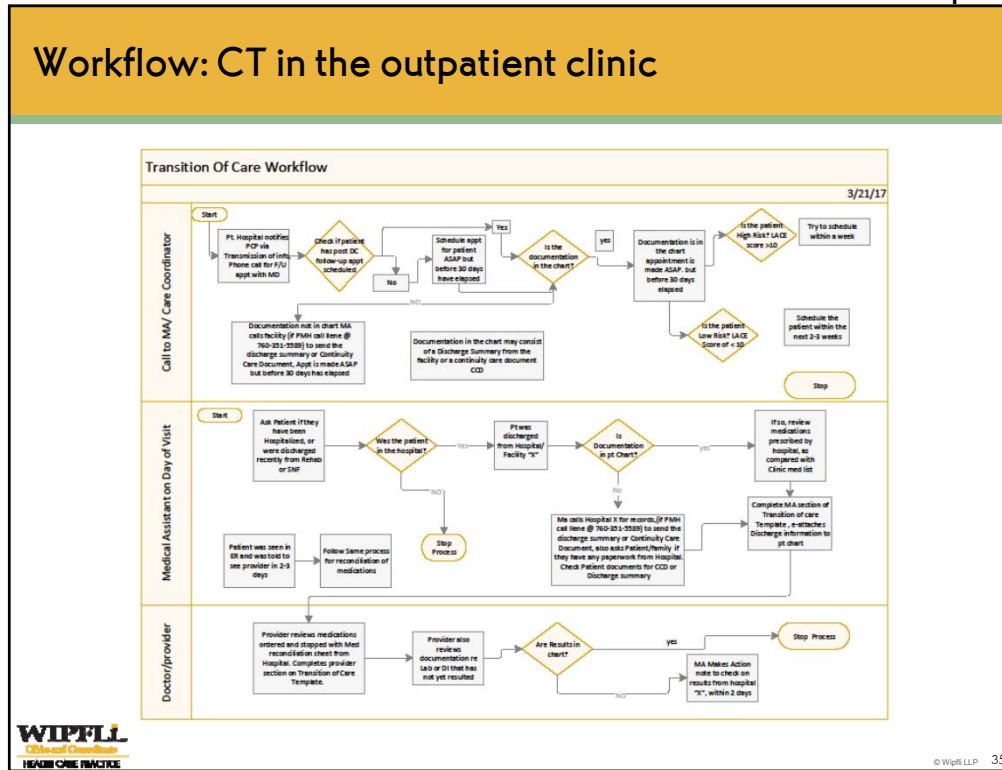 Workflow: CT in the outpatient clinic
Transition Of Care Workflow
3/21/17
Call to MA/ Care Coordinator
Start
Pt. Hospital notifies
PCP via
Transmission of info,
Phone call for F/U
appt with MD
Check if patient
has post DC
follow-up appt
scheduled
Yes
No
Schedule appt
for patient
ASAP but
before 30 days
have elapsed
Is the
documentation
in the chart?
yes
Documentation is in
the chart
appointment is
made ASAP. but
before 30 days
elapsed
Is the patient
High Risk? LACE
score >10
Try to schedule
within a week
NO
Documentation not in chart MA
calls facility (if PMH call Ilene @
760-351-5589) to send the
discharge summary or Continuity
Care Document, Appt is made ASAP
but before 30 days has elapsed
Documentation in the chart may consist
of a Discharge Summary from the
facility or a continuity care document
CCD
Is the patient
Low Risk? LACE
Score of < 10
Schedule the
patient within the
next 2-3 weeks
Stop
Medical Assistant on Day of Visit
Start
Ask Patient if they
have been
Hospitalized, or
were discharged
recently from Rehab
or SNF
Was the patient
in the hospital?
Yes
Pt was
discharged
from Hospital/
Facility "X"
Is
Documentation
in pt Chart?
yes
If so, review
medications
prescribed by
hospital, as
compared with
Clinic med list
NO
No
Stop
Process
Ma calls Hospital X for records,(if PMH
call Ilene @ 760-351-5589) to send the
discharge summary or Continuity Care
Document, also asks Patient/family if
they have any paperwork from Hospital.
Check Patient documents for CCD or
Discharge summary
Complete MA section of
Transition of care
Template , e-attaches
Discharge information to
pt chart
Patient was seen in
ER and was told to
see provider in 2-3
days
Follow Same process
for reconciliation of
medications
Doctor/provider
Provider reviews medications
ordered and stopped with Med
reconciliation sheet from
Hospital. Completes provider
section on Transition of Care
Template.
Provider also
reviews
documentation re
Lab or DI that has
not yet resulted
Are Results in
chart?
yes
Stop Process
NO
MA Makes Action
note to check on
results from hospital
"X", within 2 days
WIPFLI
CPAs and Consultants
HEALTH CARE PRACTICE
© Wipfli LLP 35